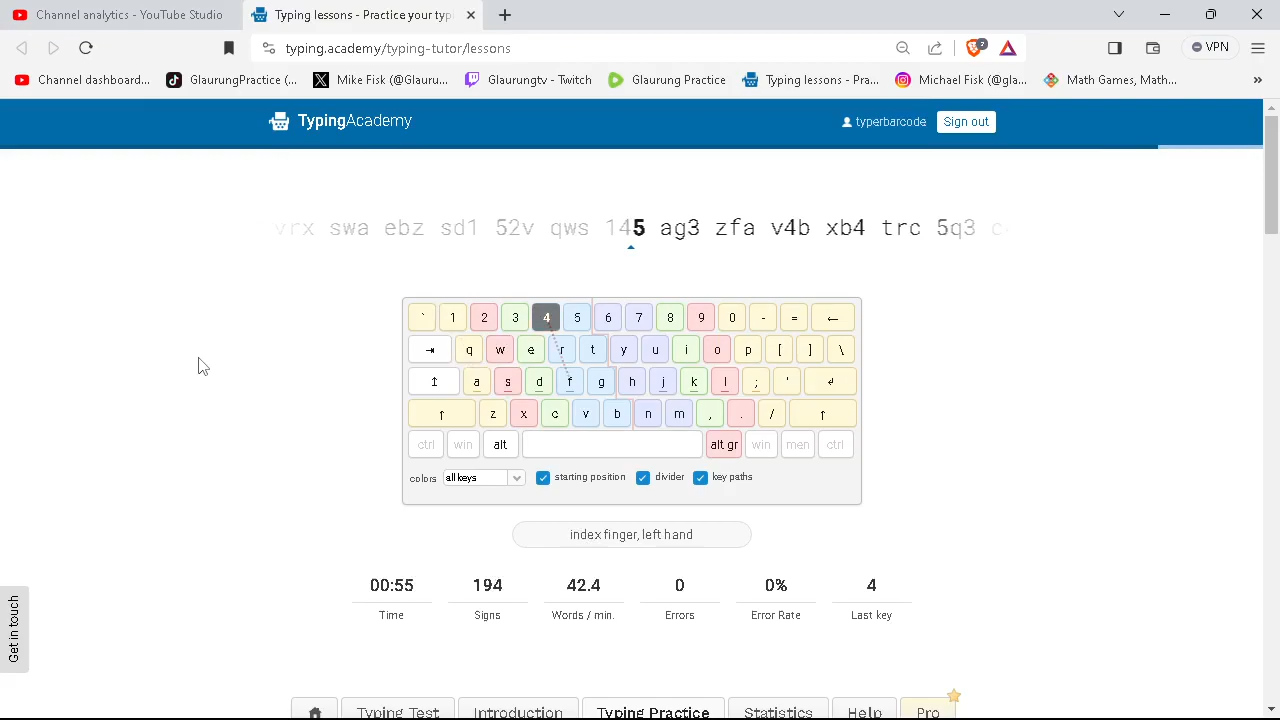 Channel analytics - YouTube Studio
Typing lessons - Practice your typi
typing.academy/typing-tutor/lessons
2
VPN
Channel dashboard...
GlaurungPractice (...
Mike Fisk (@Glauru...
Glaurungtv - Twitch
Glaurung Practic
Typing lessons - Pra...
Michael Fisk (@gla...
Math Games, Math...
TypingAcademy
typerbarcode
Sign out
vrx swa ebz sd1 52v qws 145 ag3 zfa v4b xb4 trc 5q3 c
` 1 2 3 4 5 6 7 8 9 0 - = ←
⇥ q w e r t y u i o p [ ] \
↥ a s d f g h j k l ; ' ↲
↑ z x c v b n m , . / ↑
ctrl win alt alt gr win men ctrl
colors all keys starting position divider key paths
index finger, left hand
00:55 194 42.4 0 0% 4
Time Signs Words / min. Errors Error Rate Last key
Get in touch
Typing Test Introduction Typing Practice Statistics Help Pro